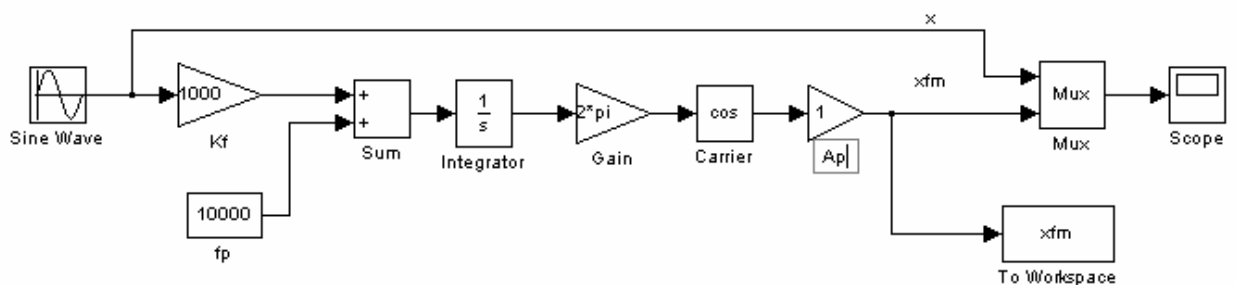 x
Sine Wave
1000
Kf
+
+
Sum
1
s
Integrator
2*pi
Gain
cos
Carrier
1
Ap
xfm
Mux
Mux
Scope
10000
fp
xfm
To Workspace